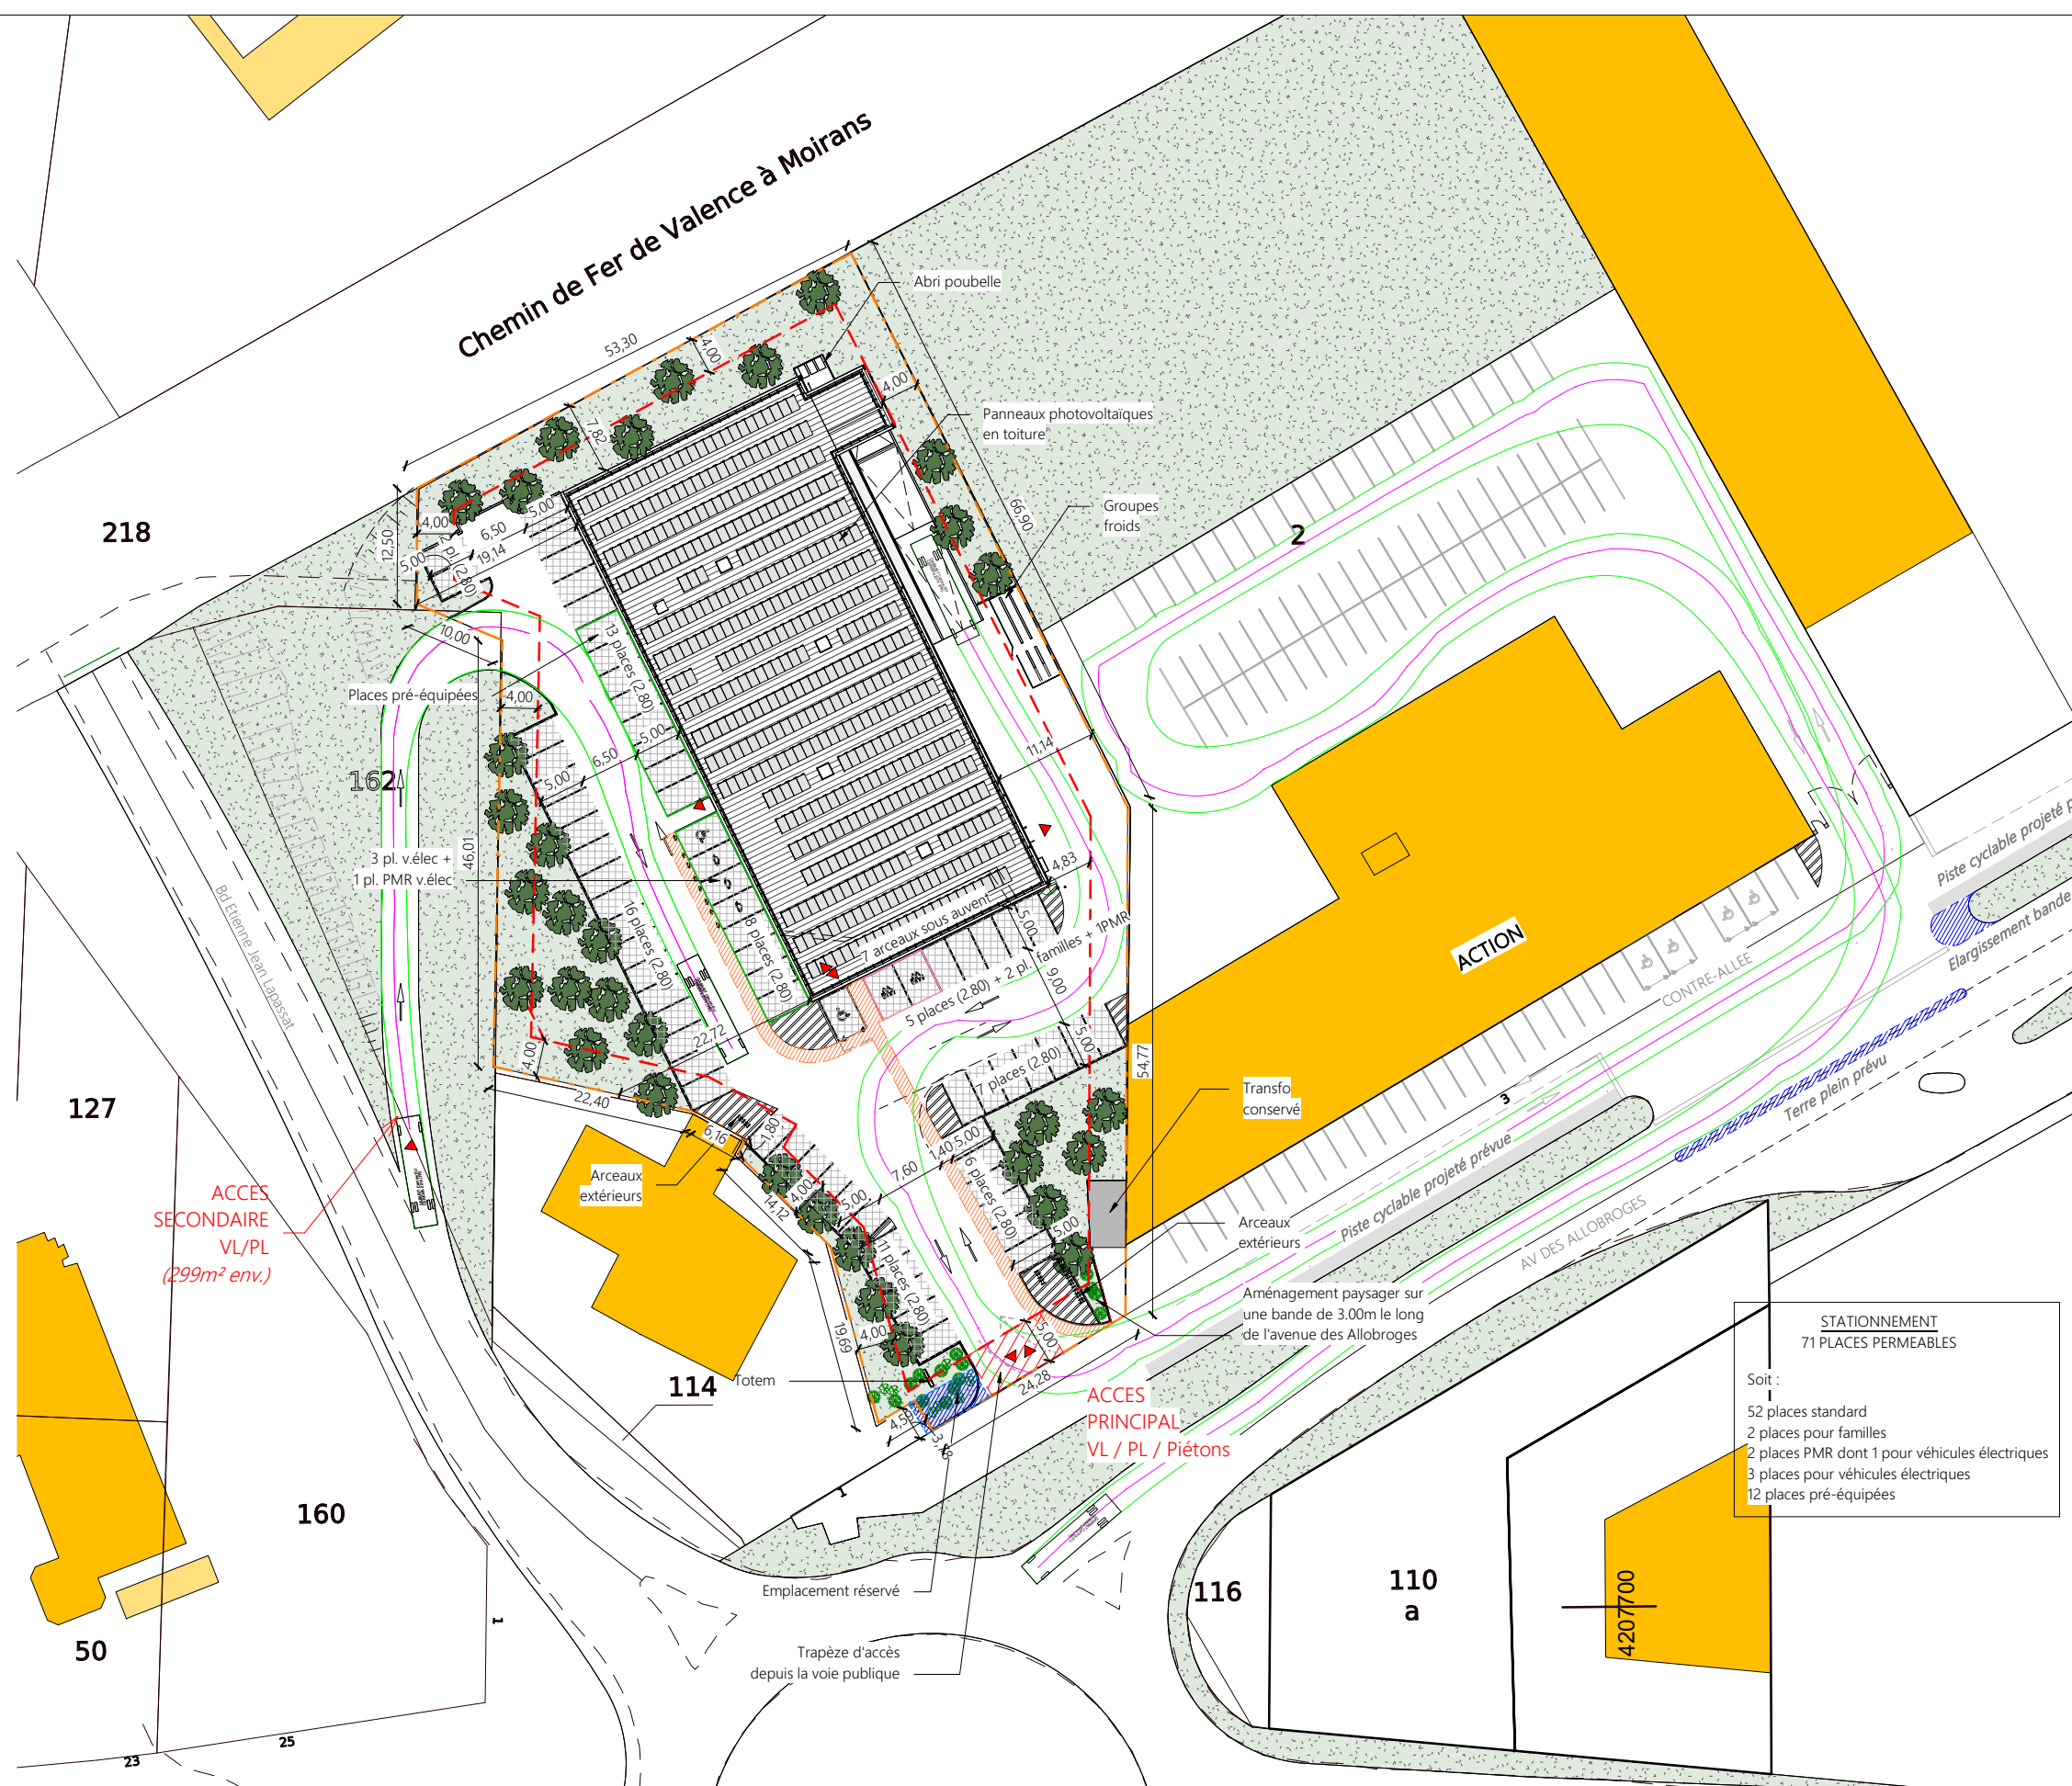 Chemin de Fer de Valence à Moirans
Abri poubelle
53,30
4,00
4,00
7,82
Panneaux photovoltaïques
en toiture
Groupes
froids
66,90
218
12,50
4,00
6,50
5,00
19,14
5,00
2 pl. (2.80)
10,00
2
Places pré-équipées
4,00
13 places (2.80)
5,00
6,50
5,00
11,14
162
46,01
3 pl. v.élec +
1 pl. PMR v.élec
4,83
Bd Etienne Jean Lapassat
16 places (2.80)
8 places (2.80)
7 arceaux sous auvent
5,00
5 places (2.80) + 2 pl. familles + 1PMR
9,00
ACTION
CONTRE-ALLEE
Piste cyclable projeté p
Elargissement bande
Terre plein prévu
22,72
4,00
5,00
7 places (2.80)
54,77
Transfo
conservé
127
22,40
6,16
1,80
1,40
5,00
7,60
6 places (2.80)
3
Piste cyclable projeté prévue
AV DES ALLOBROGES
Arceaux
extérieurs
4,00
14,12
5,00
5,00
11 places (2.80)
Arceaux
extérieurs
ACCES
SECONDAIRE
VL/PL
(299m² env.)
Aménagement paysager sur
une bande de 3.00m le long
de l'avenue des Allobroges
19,69
4,00
5,00
24,28
114
Totem
3,78
ACCES
PRINCIPAL
VL / PL / Piétons
STATIONNEMENT
71 PLACES PERMEABLES
Soit :
52 places standard
2 places pour familles
2 places PMR dont 1 pour véhicules électriques
3 places pour véhicules électriques
12 places pré-équipées
1
160
Emplacement réservé
Trapèze d'accès
depuis la voie publique
116
110
a
4207700
50
1
25
23